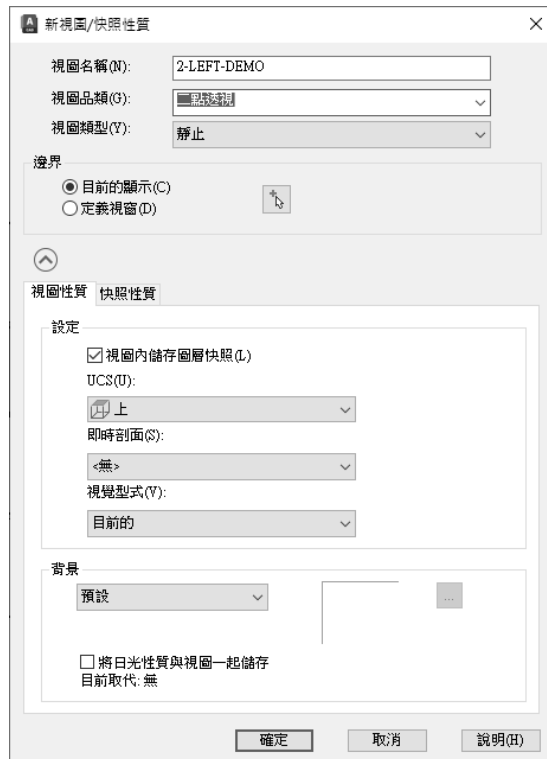 新視圖/快照性質
視圖名稱(N): 2-LEFT-DEMO
視圖品類(G): 二點透視
視圖類型(Y): 靜止
邊界
目前的顯示(C)
定義視窗(D)
視圖性質 快照性質
設定
視圖內儲存圖層快照(L)
UCS(U):
上
即時剖面(S):
<無>
視覺型式(V):
目前的
背景
預設 ...
將日光性質與視圖一起儲存
目前取代: 無
確定 取消 說明(H)